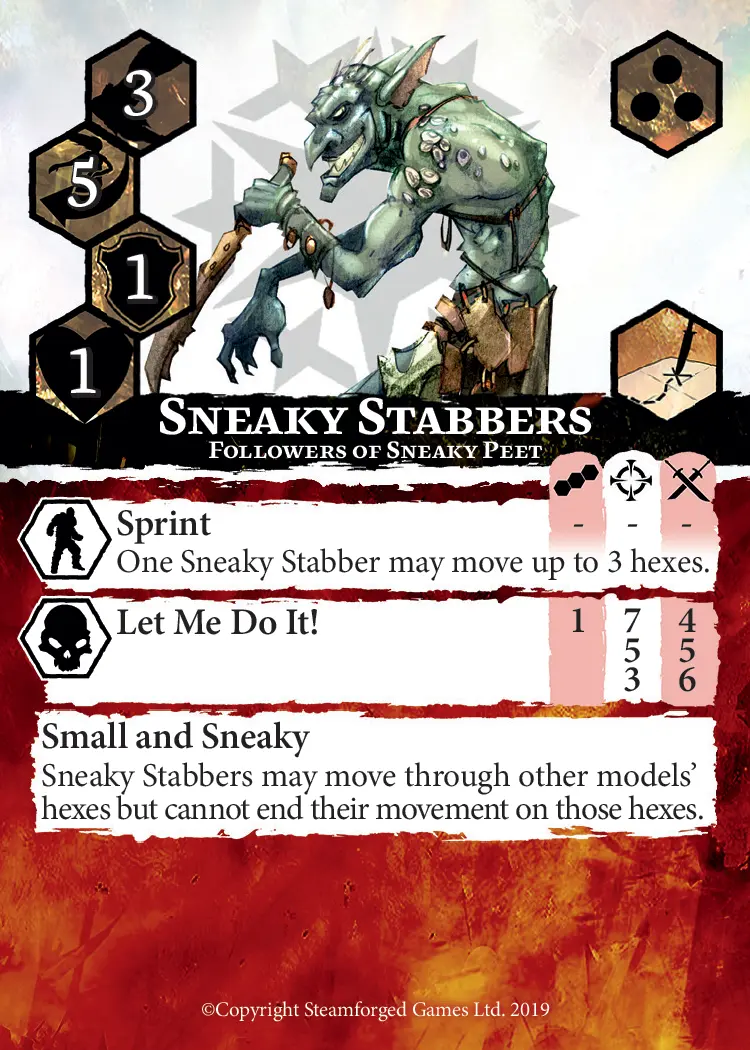 3
5
1
1
SNEAKY STABBERS
FOLLOWERS OF SNEAKY PEET
Sprint
- - -
One Sneaky Stabber may move up to 3 hexes.
Let Me Do It! 1 7 4
5 5
3 6
Small and Sneaky
Sneaky Stabbers may move through other models’
hexes but cannot end their movement on those hexes.
©Copyright Steamforged Games Ltd. 2019